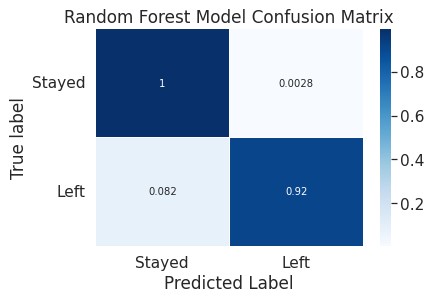 Random Forest Model Confusion Matrix
Stayed
1
0.0028
Left
0.082
0.92
True label
Stayed
Left
Predicted Label
0.8
0.6
0.4
0.2